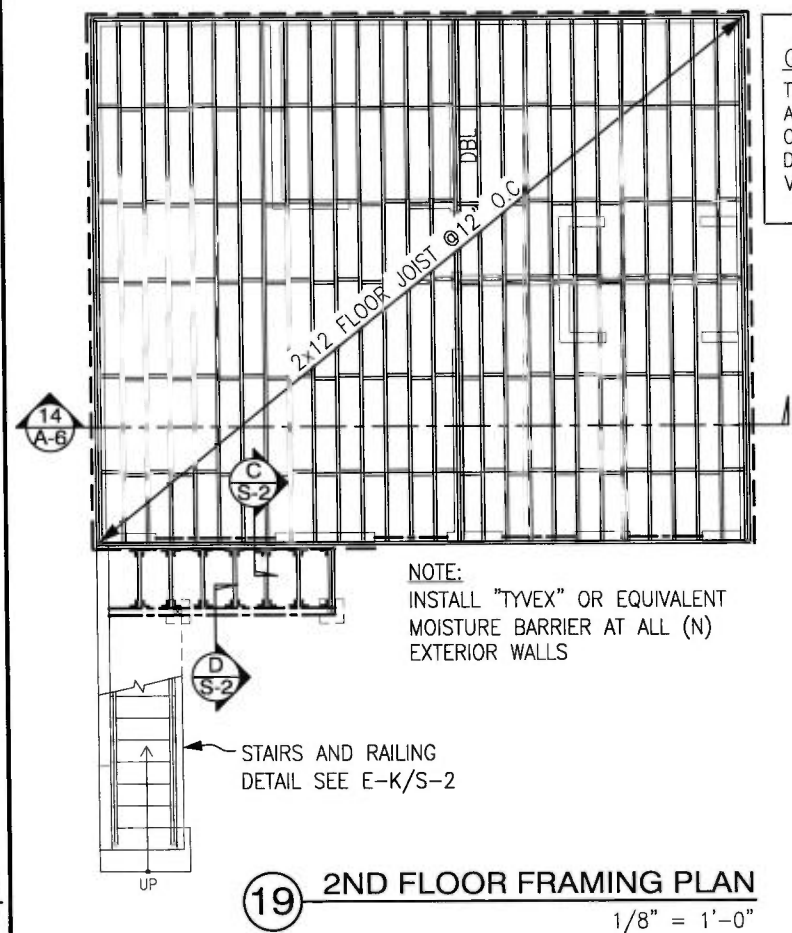 DBL
2x12 FLOOR JOIST @12" O.C
14
A-6
C
S-2
NOTE:
INSTALL "TYVEX" OR EQUIVALENT
MOISTURE BARRIER AT ALL (N)
EXTERIOR WALLS
D
S-2
STAIRS AND RAILING
DETAIL SEE E-K/S-2
UP
19
2ND FLOOR FRAMING PLAN
1/8" = 1'-0"